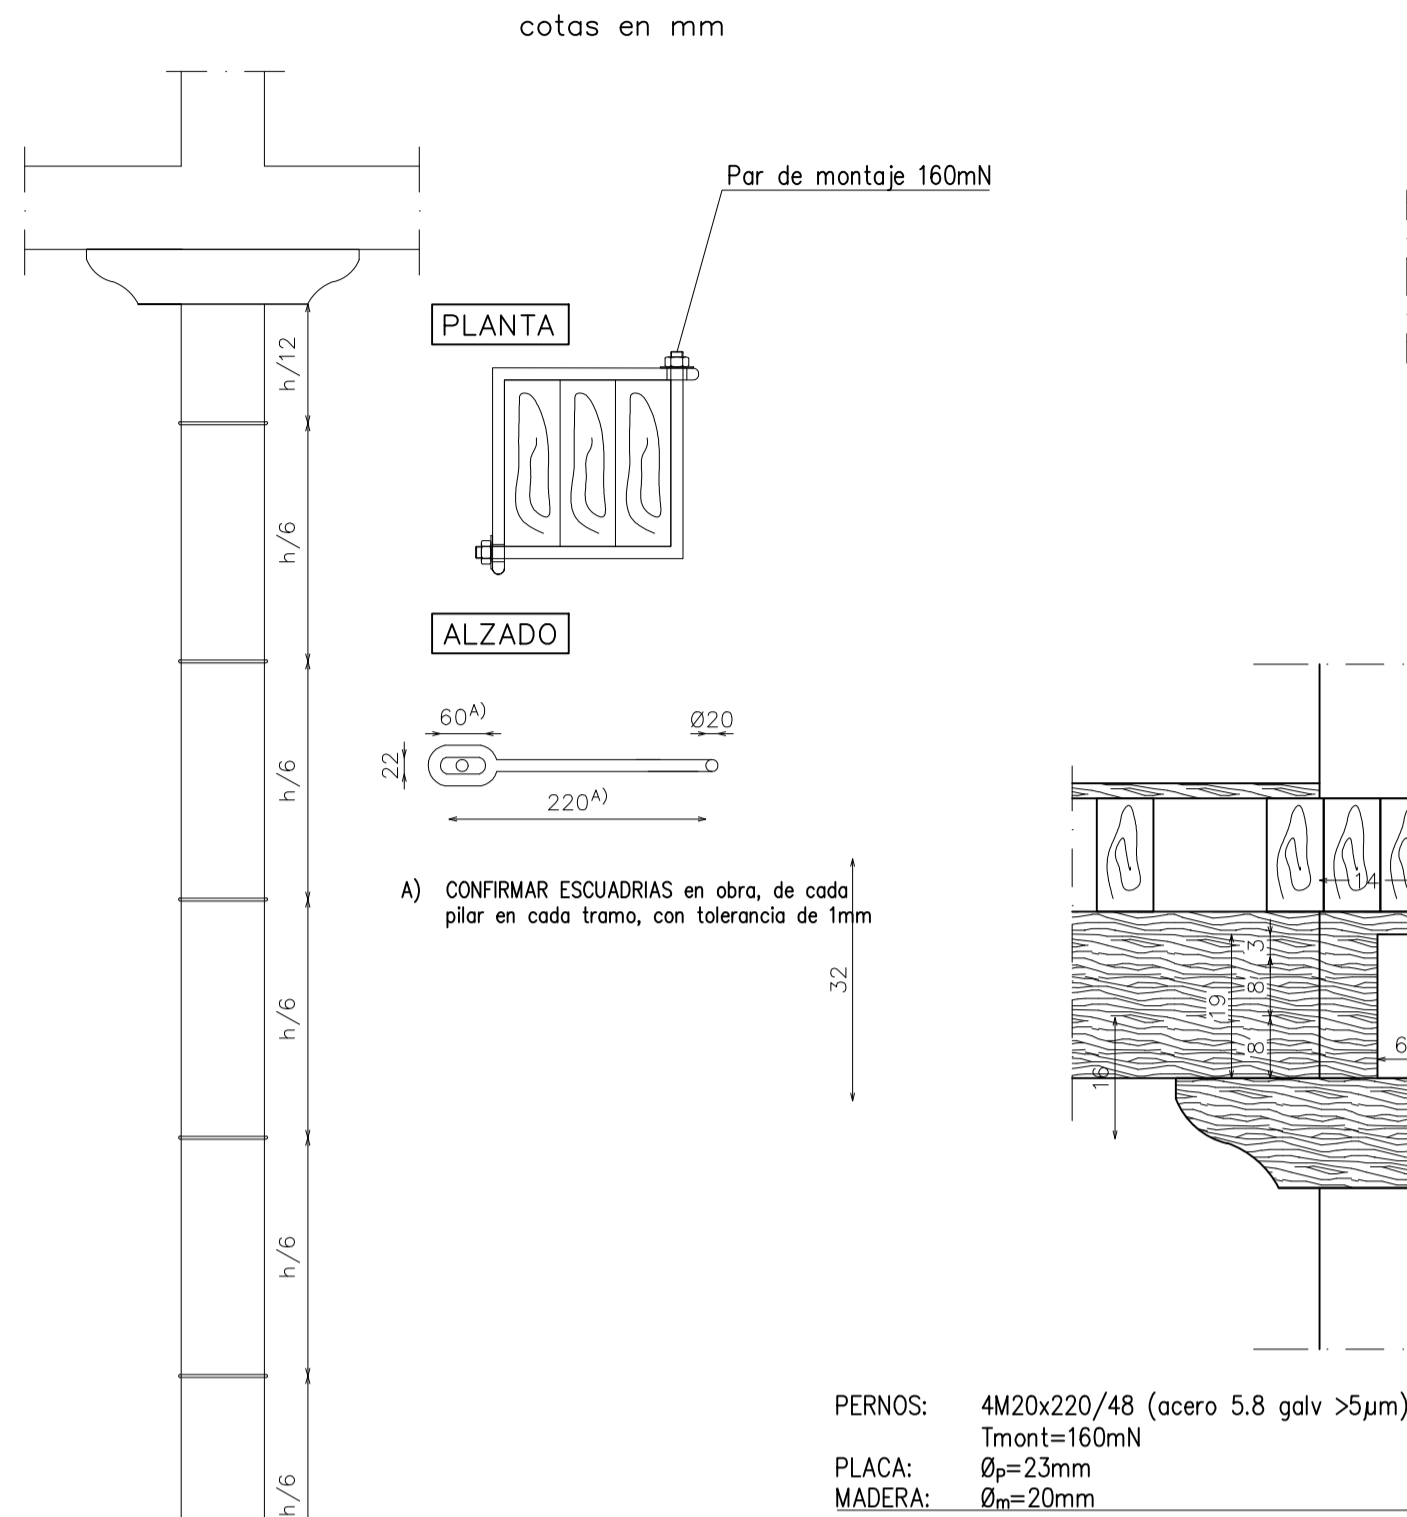 cotas en mm
Par de montaje 160mN
PLANTA
h/12
h/6
ALZADO
60A)
Ø20
22
220A)
h/6
h/6
A) CONFIRMAR ESCUADRIAS en obra, de cada
pilar en cada tramo, con tolerancia de 1mm
14
3
32
8
19
h/6
8
6
16
h/6
PERNOS: 4M20x220/48 (acero 5.8 galv >5µm)
Tmont=160mN
PLACA: Øp=23mm
h/6
MADERA: Øm=20mm